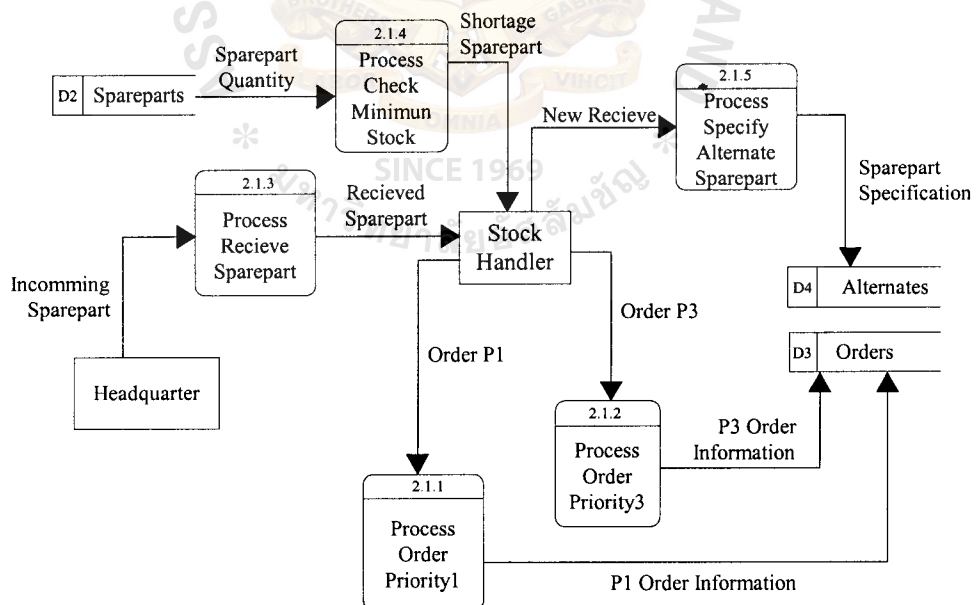 2.1.4
Process
Check
Minimun
Stock
Shortage
Sparepart
Sparepart
Quantity
D2 Spareparts
2.1.5
Process
Specify
Alternate
Sparepart
New Recieve
LABOR
VINCIT
OMNIA
SINCE 1969
2.1.3
Process
Recieve
Sparepart
Recieved
Sparepart
Stock
Handler
Sparepart
Specification
Incomming
Sparepart
Headquarter
D4 Alternates
D3 Orders
Order P3
Order P1
2.1.2
Process
Order
Priority3
P3 Order
Information
2.1.1
Process
Order
Priority1
P1 Order Information